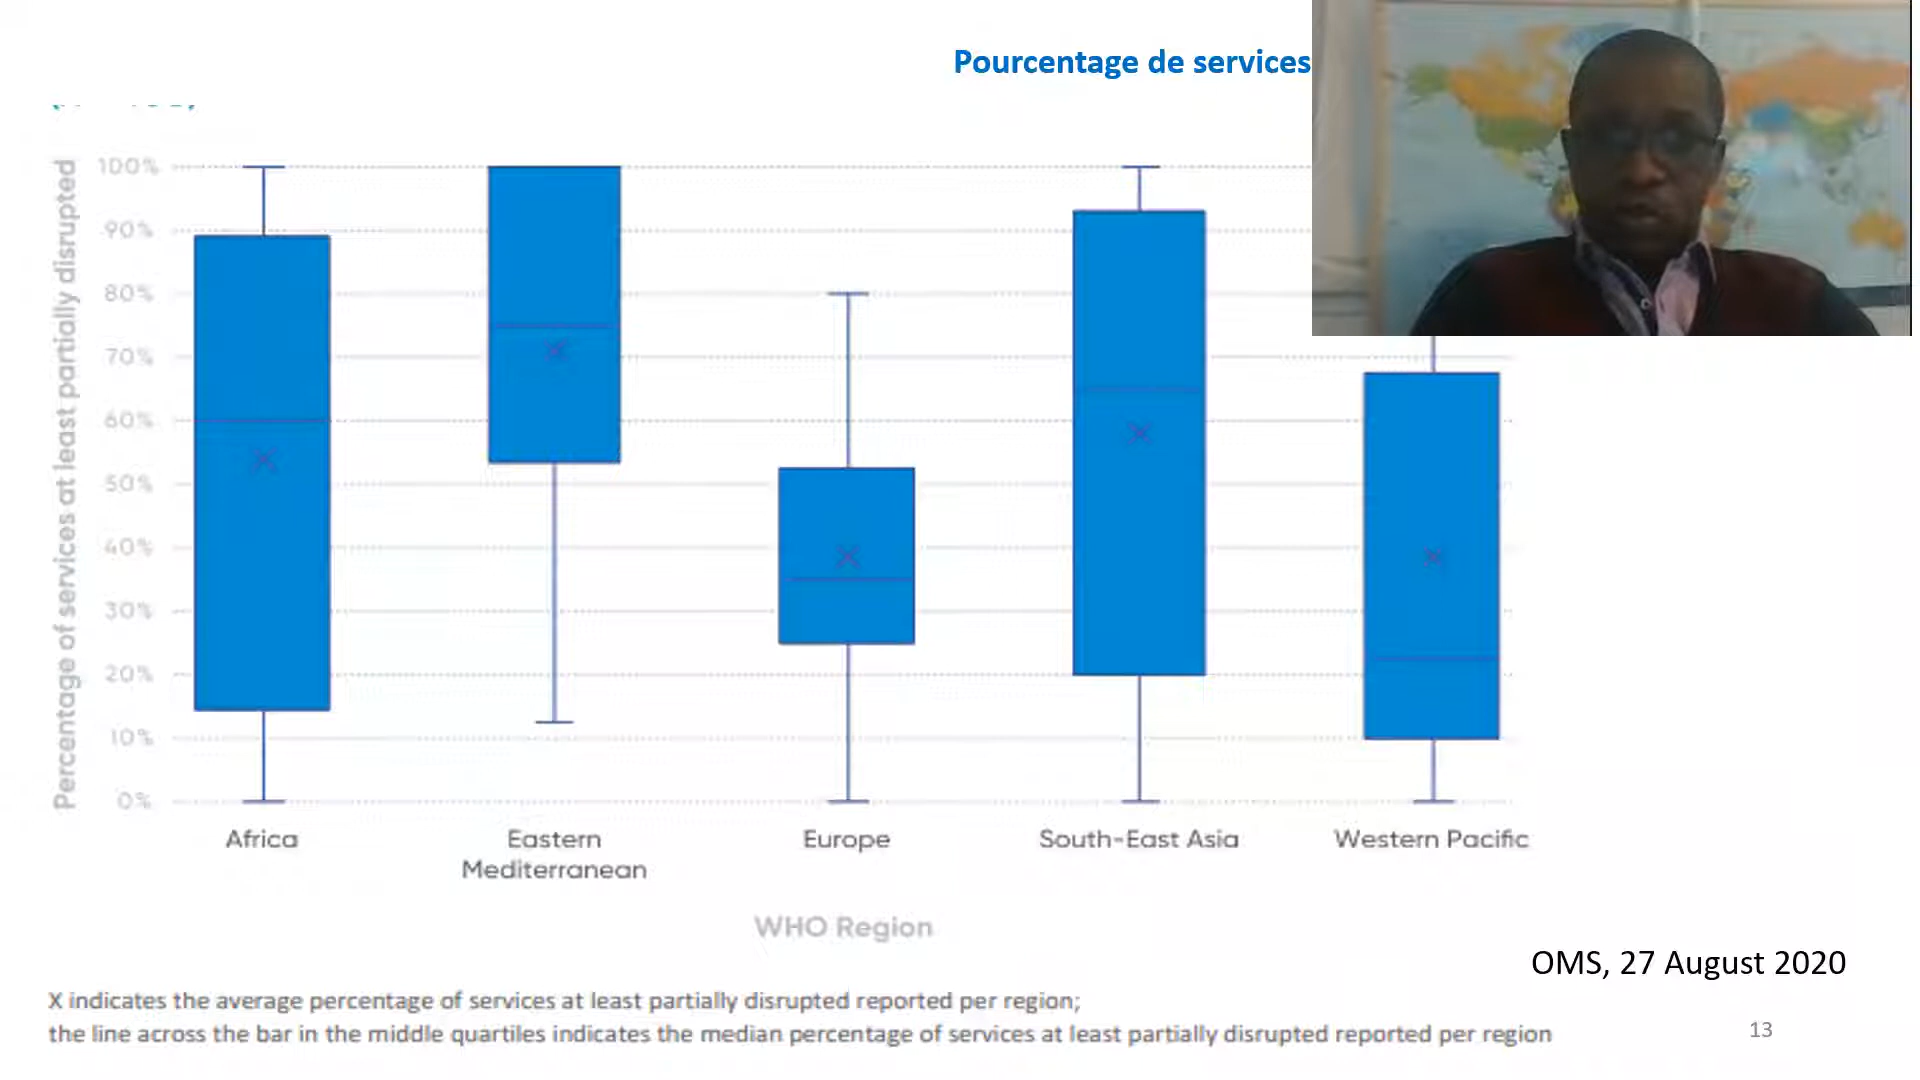 Pourcentage de services
Percentage of services at least partially disrupted
100%
90%
80%
70%
60%
50%
40%
30%
20%
10%
0%
Africa
Eastern
Mediterranean
Europe
South-East Asia
Western Pacific
WHO Region
OMS, 27 August 2020
X indicates the average percentage of services at least partially disrupted reported per region;
the line across the bar in the middle quartiles indicates the median percentage of services at least partially disrupted reported per region
13